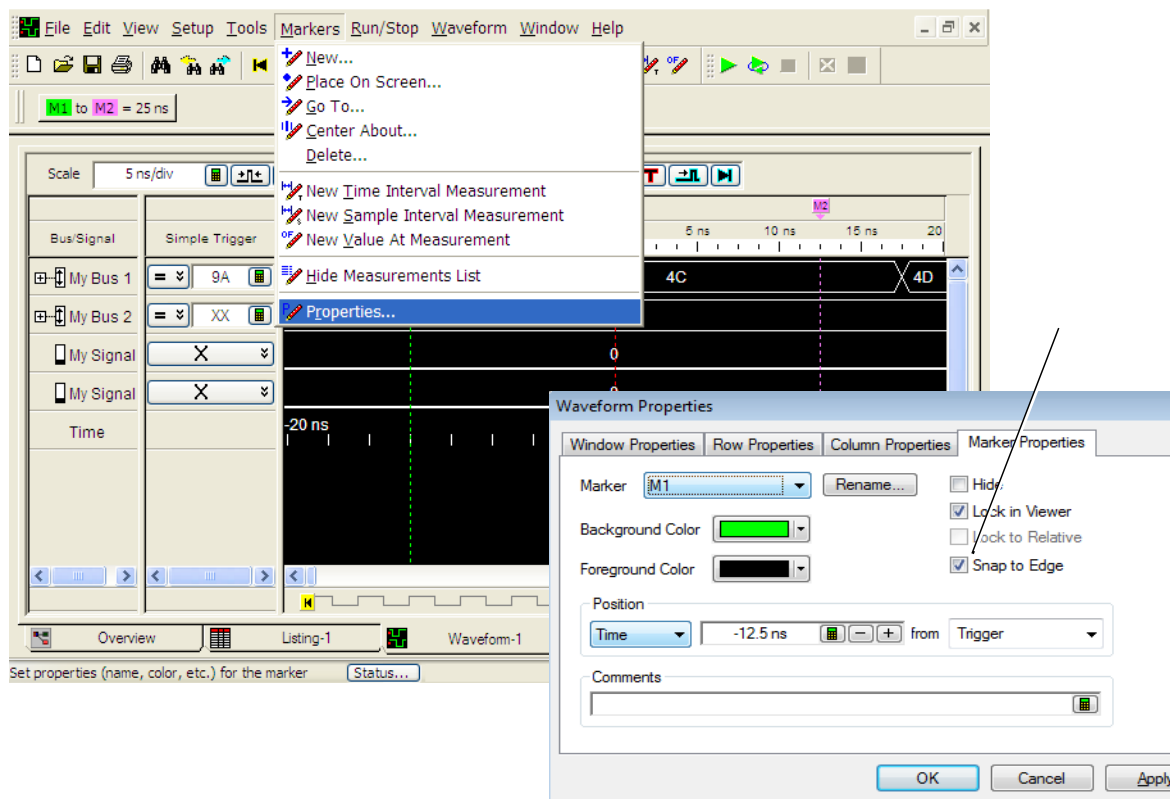 File Edit View Setup Tools Markers Run/Stop Waveform Window Help
New...
Place On Screen...
Go To...
Center About...
Delete...
New Time Interval Measurement
New Sample Interval Measurement
New Value At Measurement
Hide Measurements List
Properties...
M1 to M2 = 25 ns
Scale 5 ns/div
T
M2
Bus/Signal Simple Trigger
5 ns 10 ns 15 ns 20
My Bus 1 = 9A 4C 4D
My Bus 2 = XX
My Signal X 0
My Signal X
Time -20 ns
Overview Listing-1 Waveform-1
Set properties (name, color, etc.) for the marker Status...
Waveform Properties
Window Properties Row Properties Column Properties Marker Properties
Marker M1 Rename... Hide
Lock in Viewer
Background Color
Lock to Relative
Foreground Color Snap to Edge
Position
Time -12.5 ns from Trigger
Comments
OK Cancel Apply